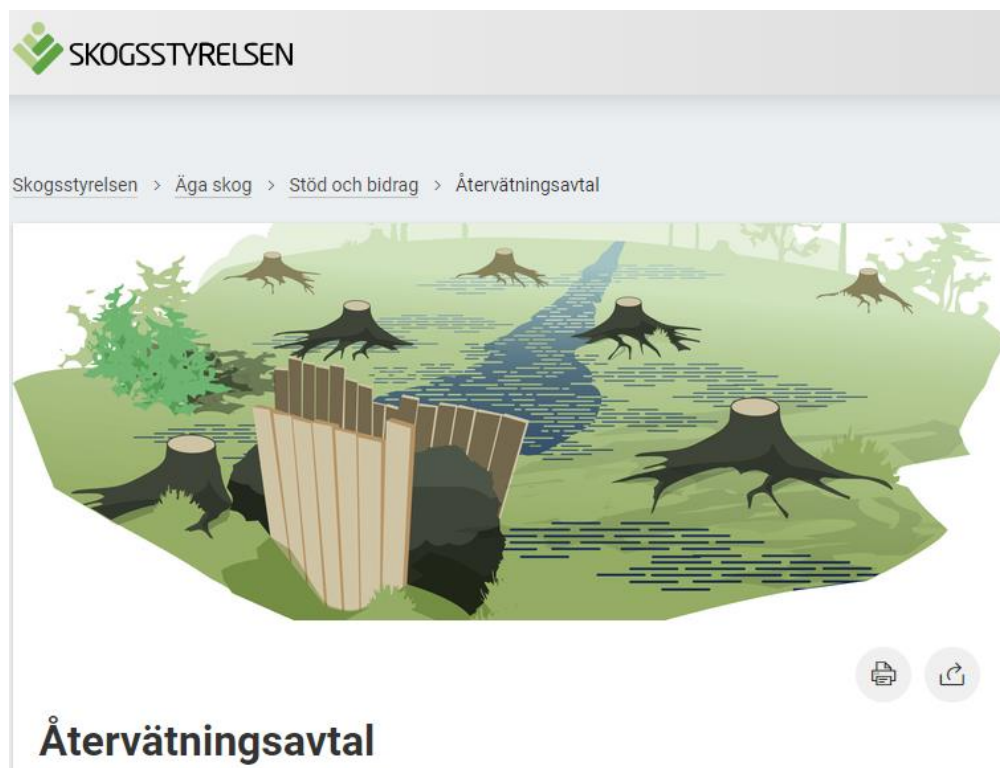 SKOGSSTYRELSEN
Skogsstyrelsen > Äga skog > Stöd och bidrag > Återvätningsavtal
Återvätningsavtal